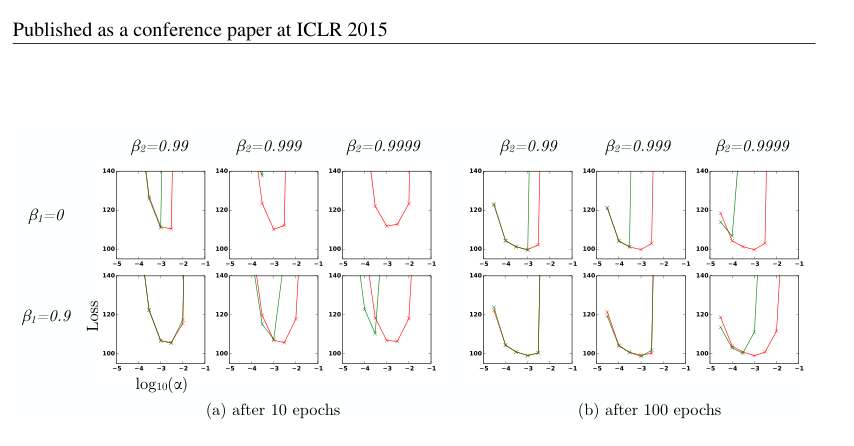 Published as a conference paper at ICLR 2015
β2=0.99 β2=0.999 β2=0.9999 β2=0.99 β2=0.999 β2=0.9999
β1=0
140 140 140 140 140 140
120 120 120 120 120 120
100 100 100 100 100 100
−5 −4 −3 −2 −1 −5 −4 −3 −2 −1 −5 −4 −3 −2 −1 −5 −4 −3 −2 −1 −5 −4 −3 −2 −1 −5 −4 −3 −2 −1
β1=0.9
Loss
140 140 140 140 140 140
120 120 120 120 120 120
100 100 100 100 100 100
−5 −4 −3 −2 −1 −5 −4 −3 −2 −1 −5 −4 −3 −2 −1 −5 −4 −3 −2 −1 −5 −4 −3 −2 −1 −5 −4 −3 −2 −1
log10(α)
(a) after 10 epochs (b) after 100 epochs